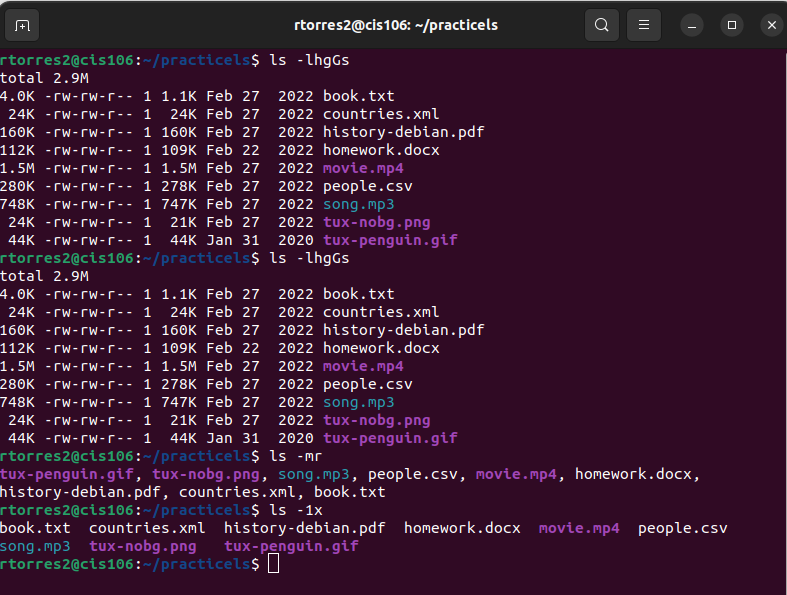 rtorres2@cis106: ~/practicels
rtorres2@cis106:~/practicels$ ls -lhgGs
total 2.9M
4.0K -rw-rw-r-- 1 1.1K Feb 27  2022 book.txt
 24K -rw-rw-r-- 1  24K Feb 27  2022 countries.xml
160K -rw-rw-r-- 1 160K Feb 27  2022 history-debian.pdf
112K -rw-rw-r-- 1 109K Feb 22  2022 homework.docx
1.5M -rw-rw-r-- 1 1.5M Feb 27  2022 movie.mp4
280K -rw-rw-r-- 1 278K Feb 27  2022 people.csv
748K -rw-rw-r-- 1 747K Feb 27  2022 song.mp3
 24K -rw-rw-r-- 1  21K Feb 27  2022 tux-nobg.png
 44K -rw-rw-r-- 1  44K Jan 31  2020 tux-penguin.gif
rtorres2@cis106:~/practicels$ ls -lhgGs
total 2.9M
4.0K -rw-rw-r-- 1 1.1K Feb 27  2022 book.txt
 24K -rw-rw-r-- 1  24K Feb 27  2022 countries.xml
160K -rw-rw-r-- 1 160K Feb 27  2022 history-debian.pdf
112K -rw-rw-r-- 1 109K Feb 22  2022 homework.docx
1.5M -rw-rw-r-- 1 1.5M Feb 27  2022 movie.mp4
280K -rw-rw-r-- 1 278K Feb 27  2022 people.csv
748K -rw-rw-r-- 1 747K Feb 27  2022 song.mp3
 24K -rw-rw-r-- 1  21K Feb 27  2022 tux-nobg.png
 44K -rw-rw-r-- 1  44K Jan 31  2020 tux-penguin.gif
rtorres2@cis106:~/practicels$ ls -mr
tux-penguin.gif, tux-nobg.png, song.mp3, people.csv, movie.mp4, homework.docx,
history-debian.pdf, countries.xml, book.txt
rtorres2@cis106:~/practicels$ ls -1x
book.txt  countries.xml  history-debian.pdf  homework.docx  movie.mp4  people.csv
song.mp3  tux-nobg.png   tux-penguin.gif
rtorres2@cis106:~/practicels$